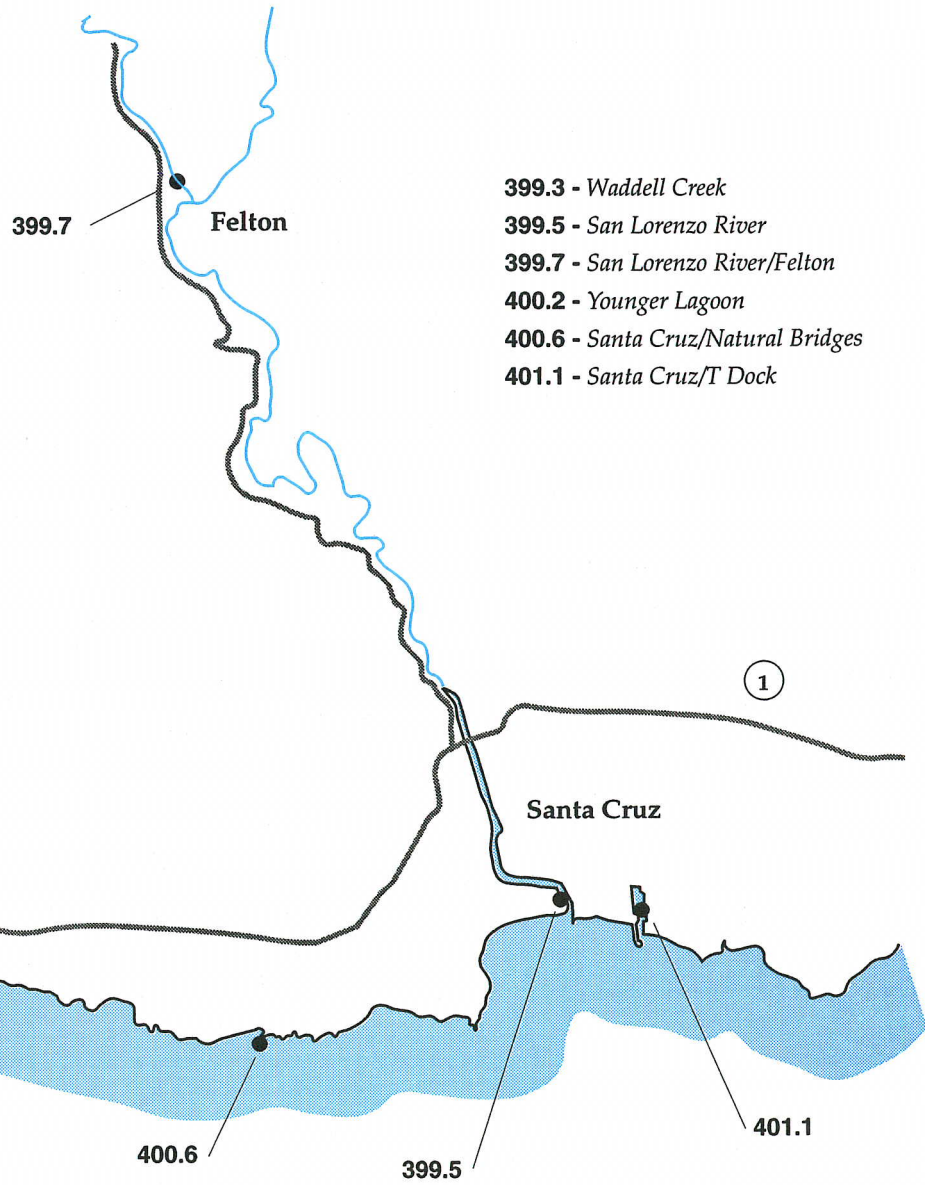 399.3 - Waddell Creek
399.5 - San Lorenzo River
399.7 - San Lorenzo River/Felton
400.2 - Younger Lagoon
400.6 - Santa Cruz/Natural Bridges
401.1 - Santa Cruz/T Dock
399.7
Felton
1
Santa Cruz
401.1
400.6
399.5